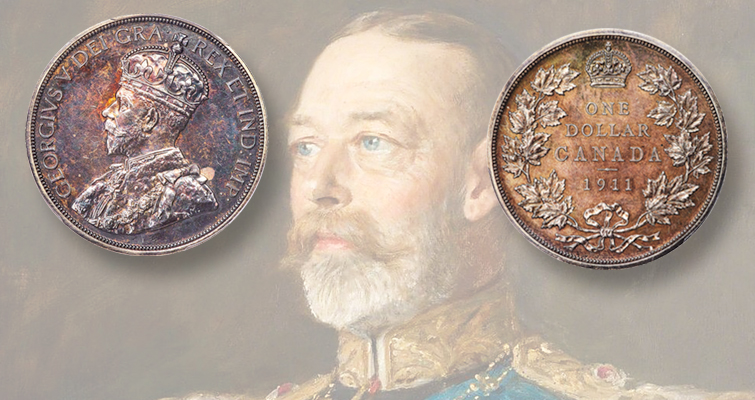 GEORGIVS V DEI GRA: REX ET IND: IMP:
ONE
DOLLAR
CANADA
1911